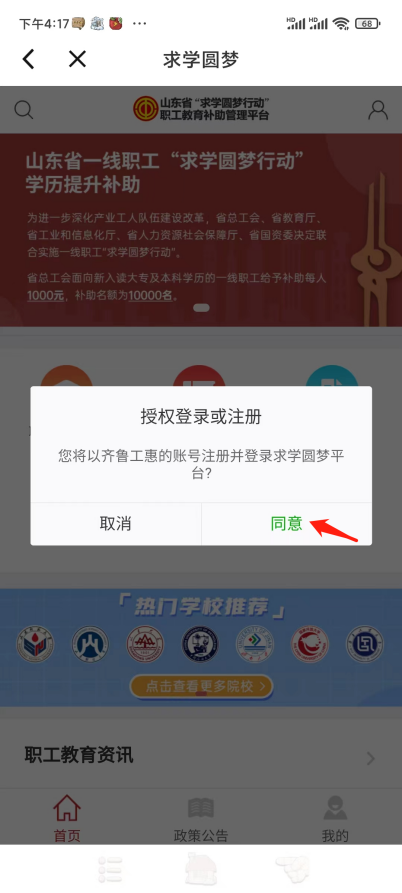 下午4:17
HD HD 68
求学圆梦
山东省“求学圆梦行动”
职工教育补助管理平台
山东省一线职工“求学圆梦行动”
学历提升补助
为进一步深化产业工人队伍建设改革，省总工会、省教育厅、
省工业和信息化厅、省人力资源社会保障厅、省国资委决定联
合实施一线职工“求学圆梦行动”。
省总工会面向新入读大专及本科学历的一线职工给予补助每人
1000元，补助名额为10000名。
授权登录或注册
您将以齐鲁工惠的账号注册并登录求学圆梦平
台？
取消 同意
「热门学校推荐」
点击查看更多院校 >
职工教育资讯
首页 政策公告 我的